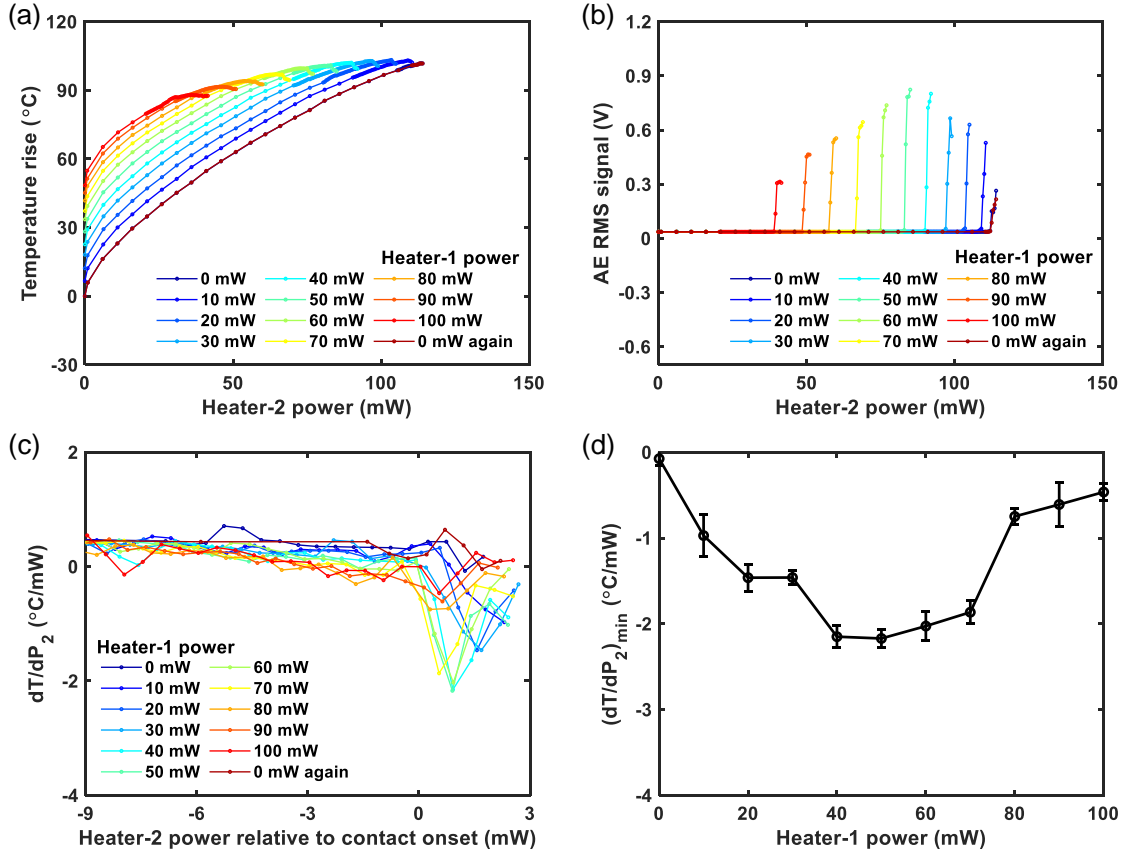 (a)
120
90
60
30
0
-30
Temperature rise (°C)
Heater-1 power
0 mW
40 mW
80 mW
10 mW
50 mW
90 mW
20 mW
60 mW
100 mW
30 mW
70 mW
0 mW again
0
50
100
150
Heater-2 power (mW)
(b)
1.2
0.9
0.6
0.3
0
-0.3
-0.6
AE RMS signal (V)
Heater-1 power
0 mW
40 mW
80 mW
10 mW
50 mW
90 mW
20 mW
60 mW
100 mW
30 mW
70 mW
0 mW again
0
50
100
150
Heater-2 power (mW)
(c)
2
0
-2
-4
dT/dP2 (°C/mW)
Heater-1 power
0 mW
60 mW
10 mW
70 mW
20 mW
80 mW
30 mW
90 mW
40 mW
100 mW
50 mW
0 mW again
-9
-6
-3
0
3
Heater-2 power relative to contact onset (mW)
(d)
0
-1
-2
-3
-4
(dT/dP2)min (°C/mW)
0
20
40
60
80
100
Heater-1 power (mW)